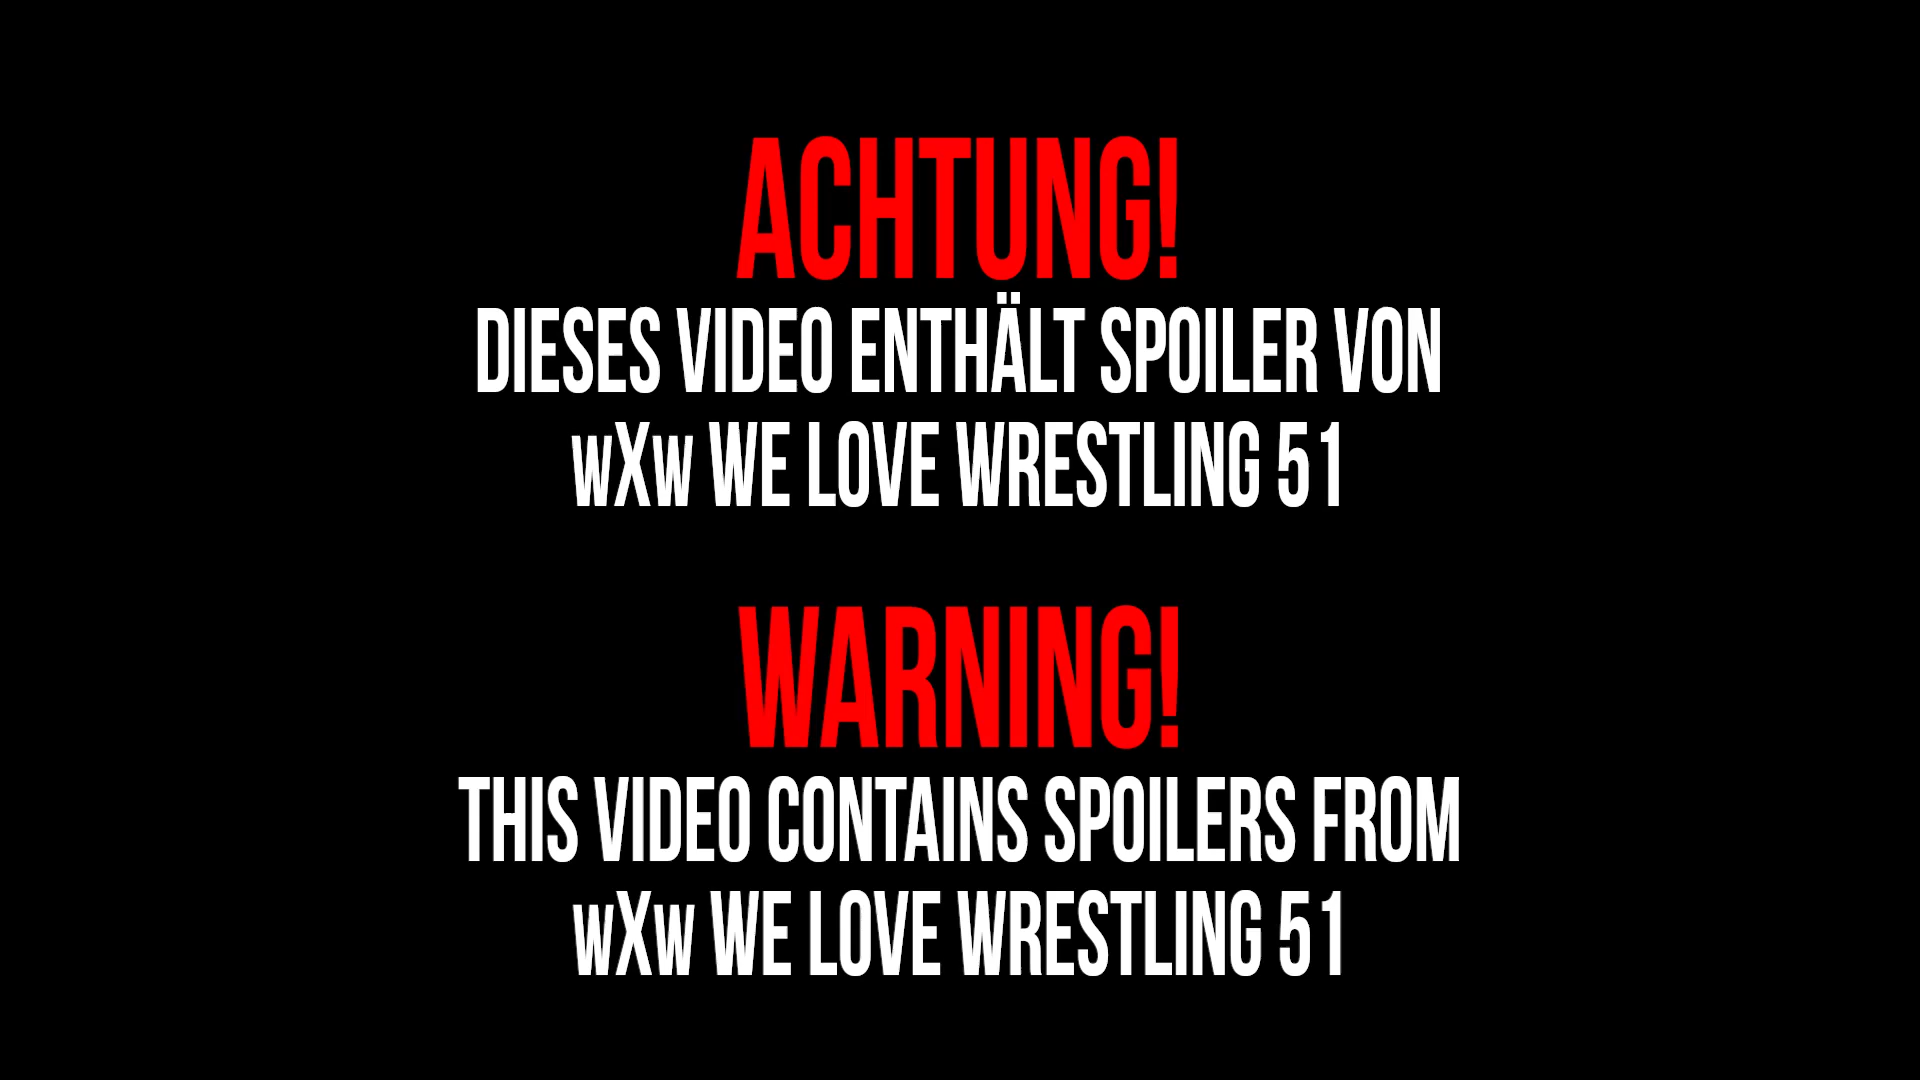 ACHTUNG!
DIESES VIDEO ENTHÄLT SPOILER VON
wXw WE LOVE WRESTLING 51
WARNING!
THIS VIDEO CONTAINS SPOILERS FROM
wXw WE LOVE WRESTLING 51